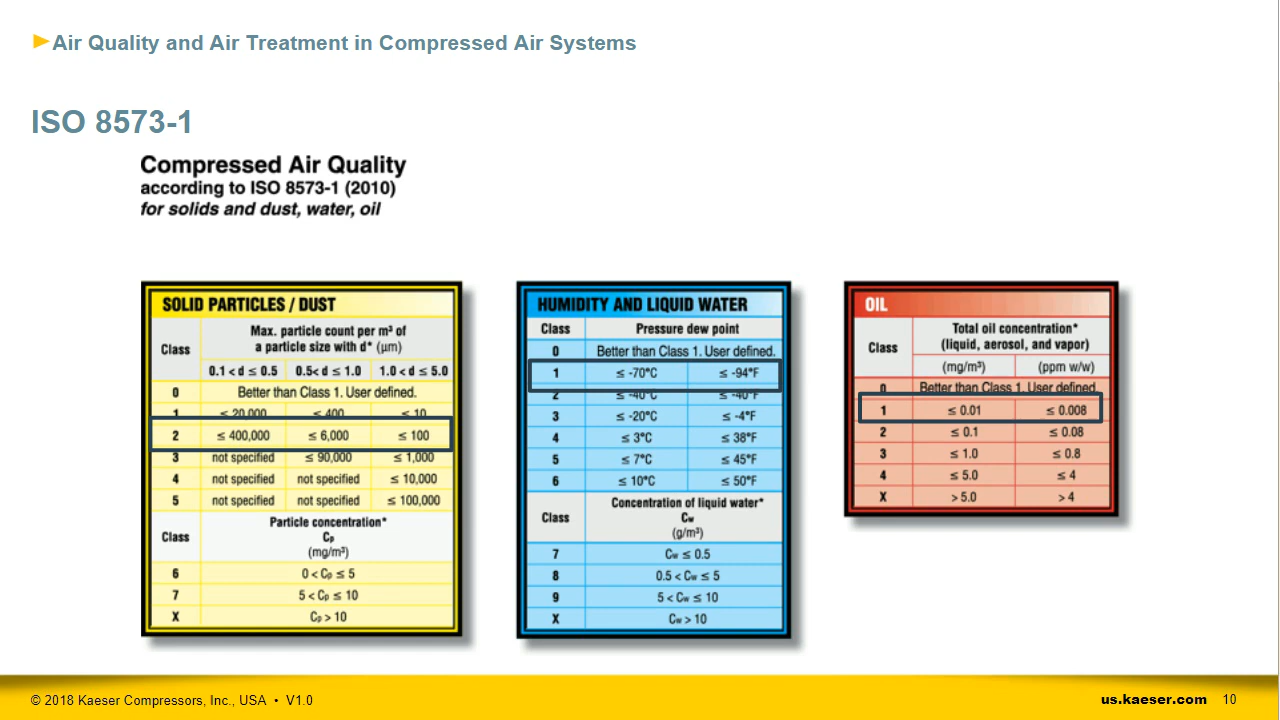 Air Quality and Air Treatment in Compressed Air Systems
ISO 8573-1
Compressed Air Quality
according to ISO 8573-1 (2010)
for solids and dust, water, oil
SOLID PARTICLES / DUST
Class
Max. particle count per m³ of
a particle size with d* (µm)
0.1 < d ≤ 0.5 0.5< d ≤ 1.0 1.0 < d ≤ 5.0
0 Better than Class 1. User defined.
1 ≤ 20,000 ≤ 400 ≤ 10
2 ≤ 400,000 ≤ 6,000 ≤ 100
3 not specified ≤ 90,000 ≤ 1,000
4 not specified not specified ≤ 10,000
5 not specified not specified ≤ 100,000
Class
Particle concentration*
Cₚ
(mg/m³)
6 0 < Cₚ ≤ 5
7 5 < Cₚ ≤ 10
X Cₚ > 10
HUMIDITY AND LIQUID WATER
Class Pressure dew point
0 Better than Class 1. User defined.
1 ≤ -70°C ≤ -94°F
2 ≤ -40°C ≤ -40°F
3 ≤ -20°C ≤ -4°F
4 ≤ 3°C ≤ 38°F
5 ≤ 7°C ≤ 45°F
6 ≤ 10°C ≤ 50°F
Class
Concentration of liquid water*
Cw
(g/m³)
7 Cw ≤ 0.5
8 0.5 < Cw ≤ 5
9 5 < Cw ≤ 10
X Cw > 10
OIL
Class
Total oil concentration*
(liquid, aerosol, and vapor)
(mg/m³) (ppm w/w)
0 Better than Class 1. User defined.
1 ≤ 0.01 ≤ 0.008
2 ≤ 0.1 ≤ 0.08
3 ≤ 1.0 ≤ 0.8
4 ≤ 5.0 ≤ 4
X > 5.0 > 4
© 2018 Kaeser Compressors, Inc., USA • V1.0
us.kaeser.com 10